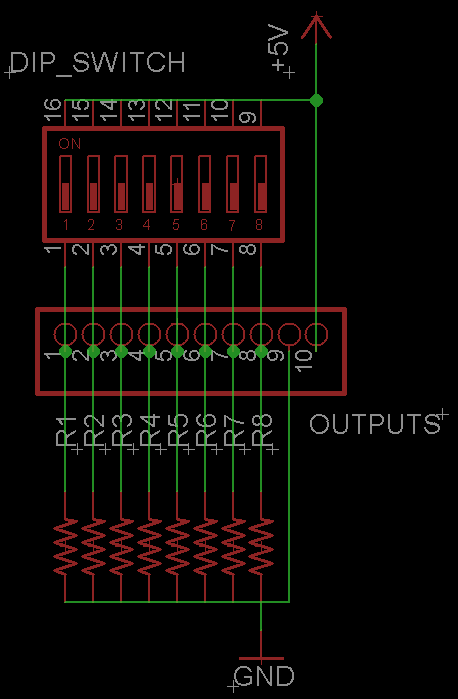 +5V
DIP_SWITCH
16 15 14 13 12 11 10 9
ON
1 2 3 4 5 6 7 8
1 2 3 4 5 6 7 8
1 2 3 4 5 6 7 8 9 10
R1 R2 R3 R4 R5 R6 R7 R8
OUTPUTS
GND